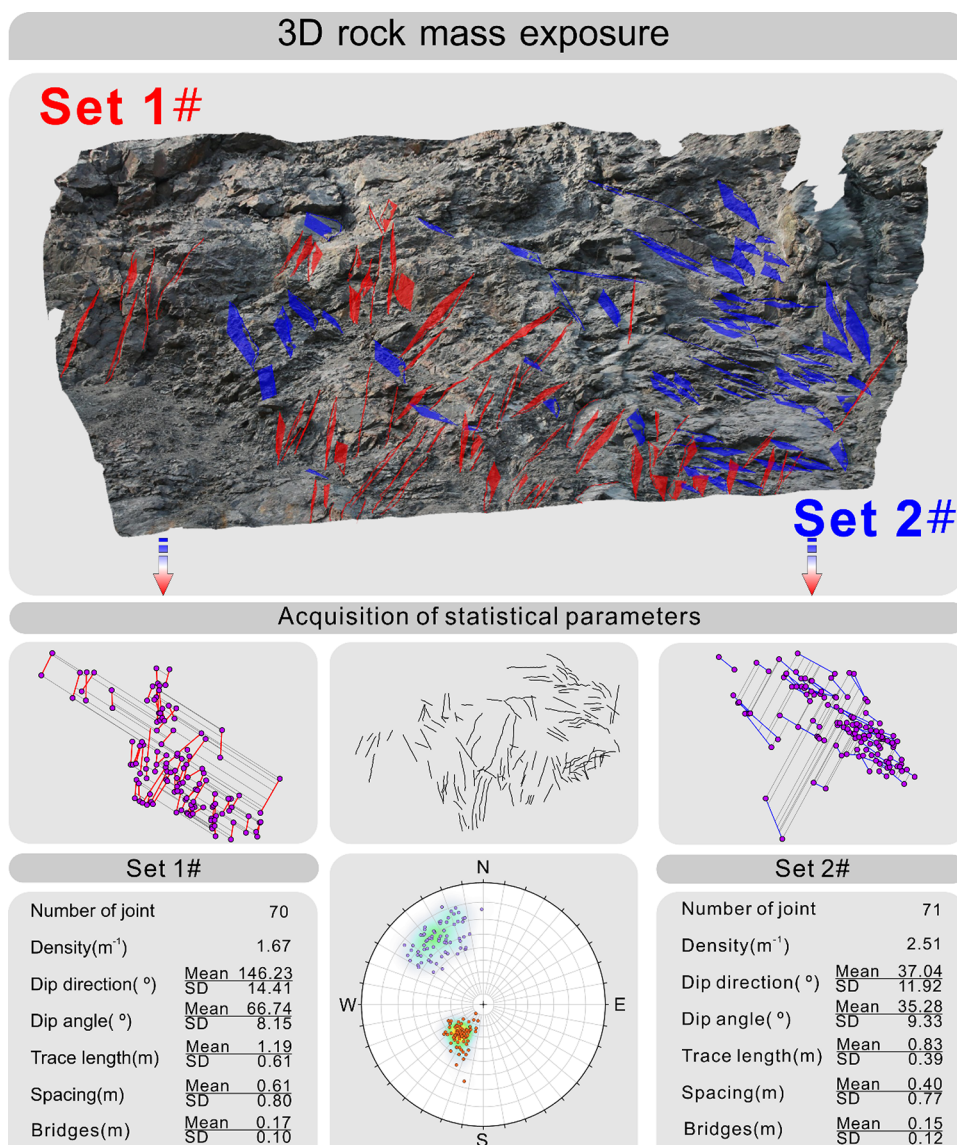 3D rock mass exposure
Set 1#
Set 2#
Acquisition of statistical parameters
Set 1#
Number of joint 70
Density(m⁻¹) 1.67
Dip direction( °) Mean 146.23
SD 14.41
Dip angle( °) Mean 66.74
SD 8.15
Trace length(m) Mean 1.19
SD 0.61
Spacing(m) Mean 0.61
SD 0.80
Bridges(m) Mean 0.17
SD 0.10
N
W
E
S
Set 2#
Number of joint 71
Density(m⁻¹) 2.51
Dip direction( °) Mean 37.04
SD 11.92
Dip angle( °) Mean 35.28
SD 9.33
Trace length(m) Mean 0.83
SD 0.39
Spacing(m) Mean 0.40
SD 0.77
Bridges(m) Mean 0.15
SD 0.12